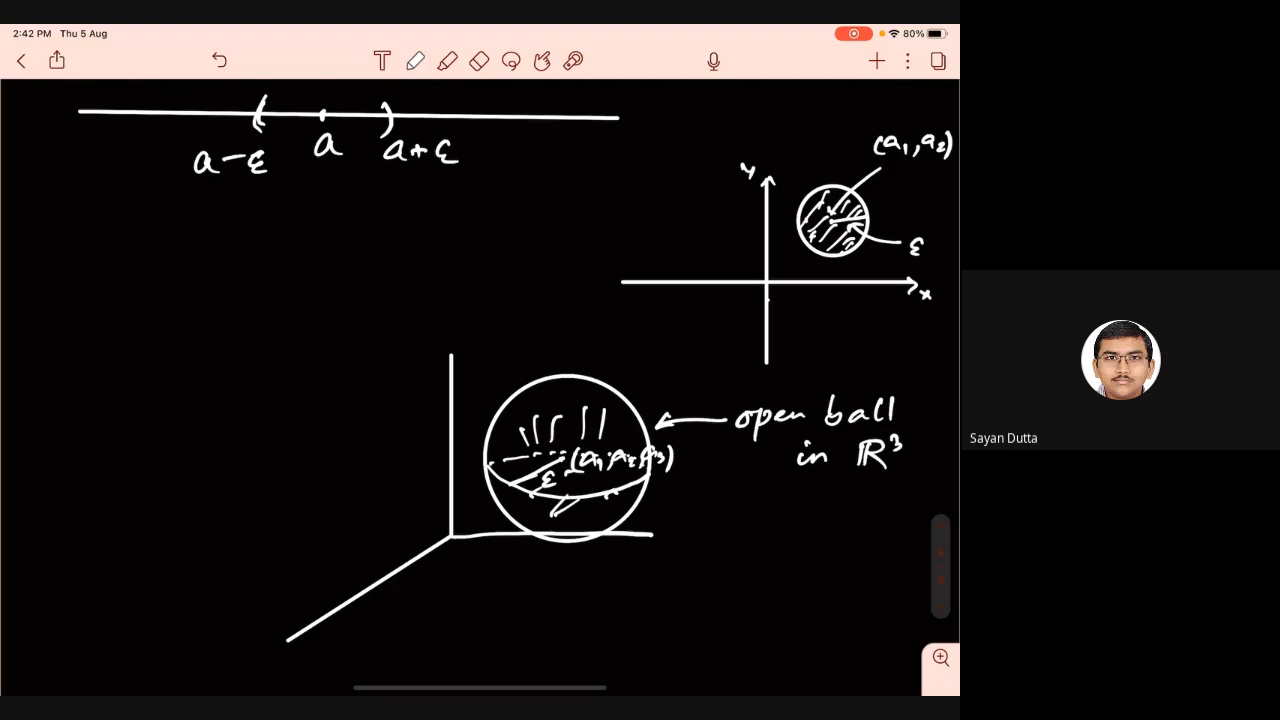 2:42 PM Thu 5 Aug
80%
T
a-ε a a+ε
(a₁, a₂)
y
ε
x
open ball
in ℝ³
(a₁, a₂, a₃)
ε
Sayan Dutta